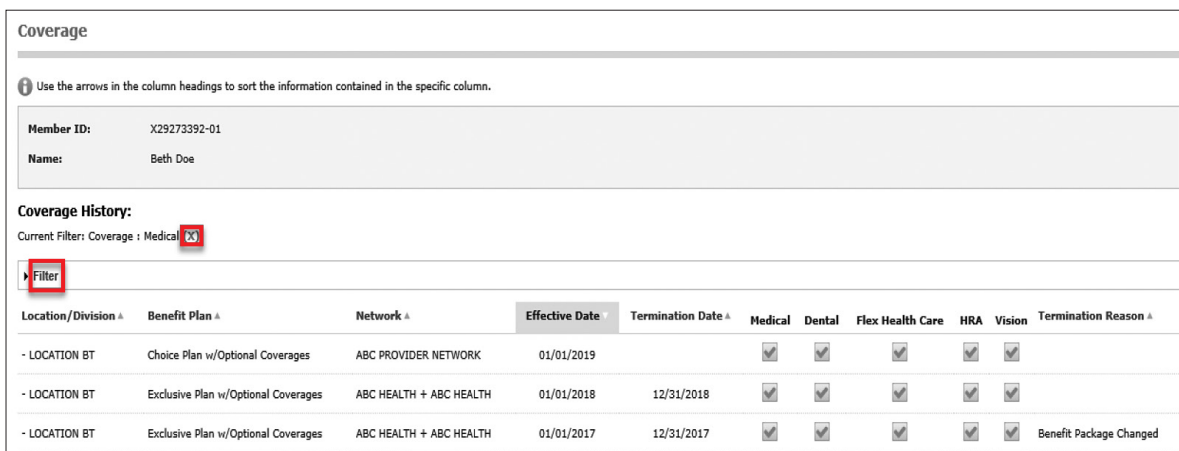 Coverage
Use the arrows in the column headings to sort the information contained in the specific column.
Member ID: X29273392-01
Name: Beth Doe
Coverage History:
Current Filter: Coverage : Medical (X)
Filter
Location/Division Benefit Plan Network Effective Date Termination Date Medical Dental Flex Health Care HRA Vision Termination Reason
- LOCATION BT Choice Plan w/Optional Coverages ABC PROVIDER NETWORK 01/01/2019
- LOCATION BT Exclusive Plan w/Optional Coverages ABC HEALTH + ABC HEALTH 01/01/2018 12/31/2018
- LOCATION BT Exclusive Plan w/Optional Coverages ABC HEALTH + ABC HEALTH 01/01/2017 12/31/2017 Benefit Package Changed